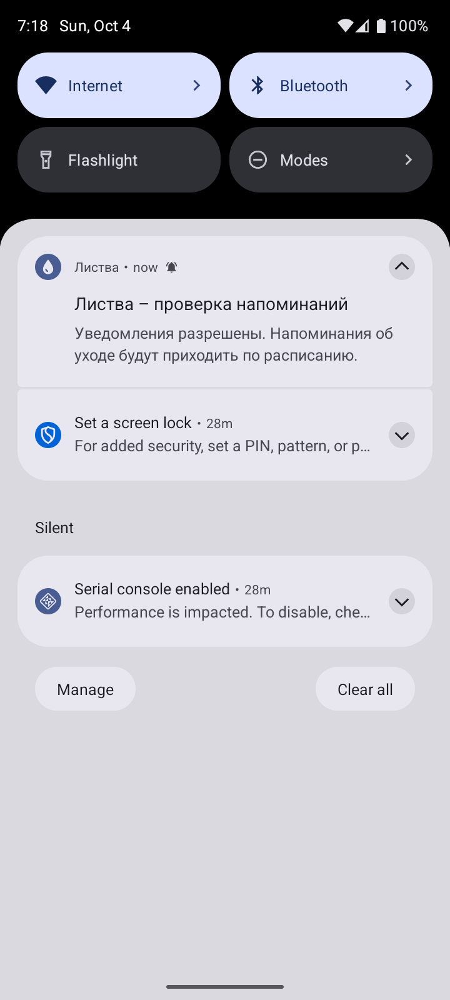 7:18 Sun, Oct 4 100%
Internet Bluetooth
Flashlight Modes
Листва • now
Листва – проверка напоминаний
Уведомления разрешены. Напоминания об
уходе будут приходить по расписанию.
Set a screen lock • 28m
For added security, set a PIN, pattern, or p…
Silent
Serial console enabled • 28m
Performance is impacted. To disable, che…
Manage Clear all